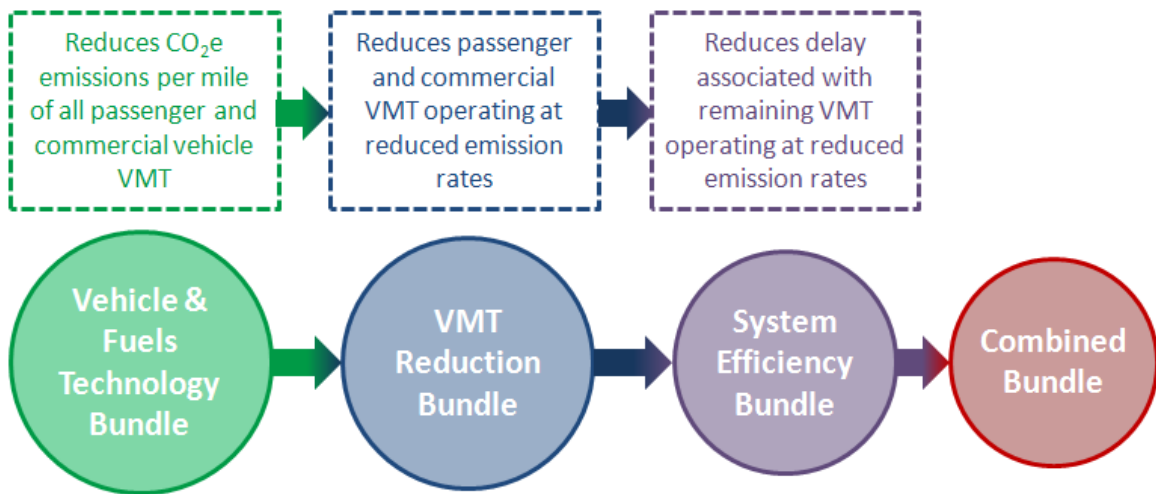 Reduces CO₂e
emissions per mile
of all passenger and
commercial vehicle
VMT
Reduces passenger
and commercial
VMT operating at
reduced emission
rates
Reduces delay
associated with
remaining VMT
operating at reduced
emission rates
Vehicle &
Fuels
Technology
Bundle
VMT
Reduction
Bundle
System
Efficiency
Bundle
Combined
Bundle